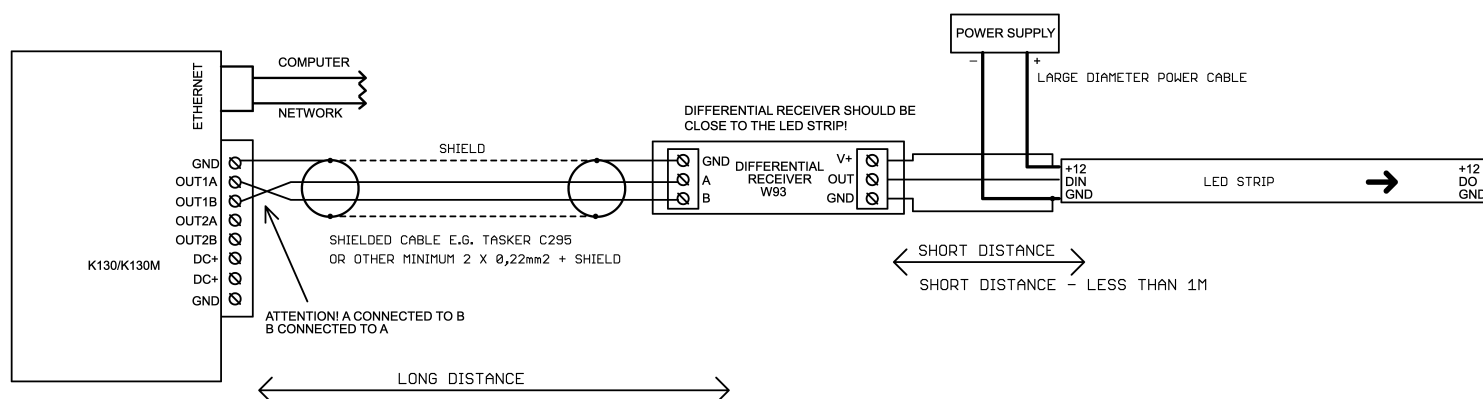 POWER SUPPLY
–
+
LARGE DIAMETER POWER CABLE
ETHERNET
COMPUTER
NETWORK
DIFFERENTIAL RECEIVER SHOULD BE
CLOSE TO THE LED STRIP!
GND
OUT1A
OUT1B
OUT2A
OUT2B
DC+
DC+
GND
K130/K130M
SHIELD
SHIELDED CABLE E.G. TASKER C295
OR OTHER MINIMUM 2 X 0,22mm2 + SHIELD
ATTENTION! A CONNECTED TO B
B CONNECTED TO A
LONG DISTANCE
GND
A
B
DIFFERENTIAL
RECEIVER
W93
V+
OUT
GND
+12
DIN
GND
LED STRIP
+12
DO
GND
SHORT DISTANCE
SHORT DISTANCE - LESS THAN 1M